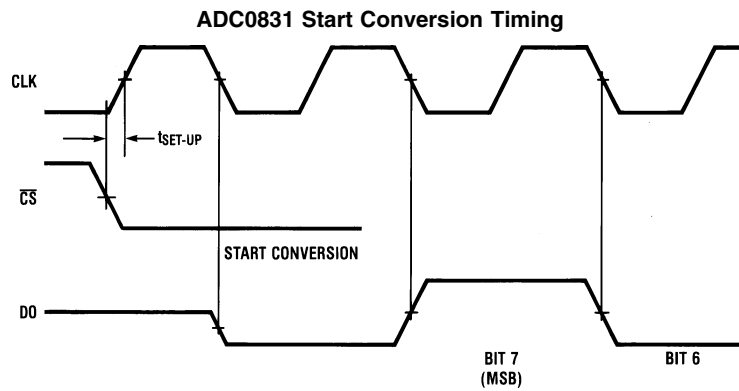 ADC0831 Start Conversion Timing
CLK
tSET-UP
CS
START CONVERSION
DO
BIT 7
(MSB)
BIT 6